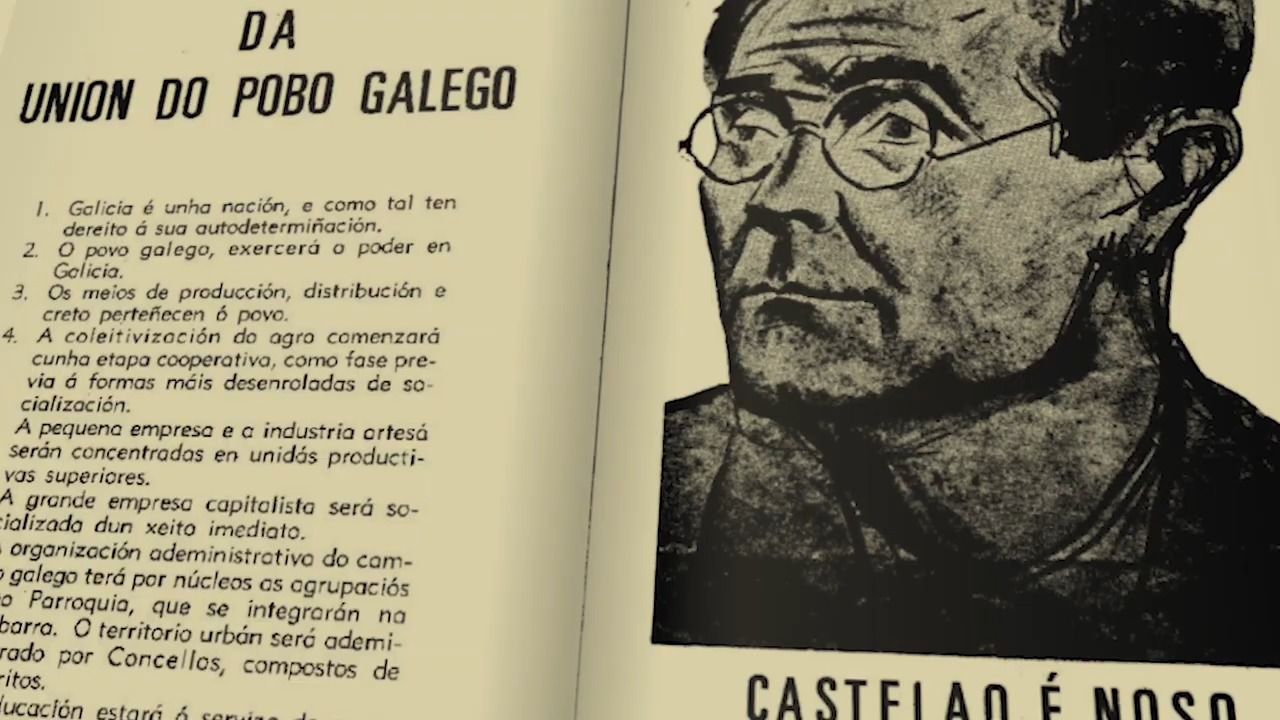 DA
UNION DO POBO GALEGO
1. Galicia é unha nación, e como tal ten
dereito á sua autodetermiñación.
2. O povo galego, exercerá o poder en
Galicia.
3. Os meios de producción, distribución e
creto perteñecen ó povo.
4. A coleitivización do agro comenzará
cunha etapa cooperativa, como fase pre-
via á formas máis desenroladas de so-
cialización.
A pequena empresa e a industria artesá
serán concentradas en unidás producti-
vas superiores.
A grande empresa capitalista será so-
cializada dun xeito imediato.
organización adeministrativa do cam-
galego terá por núcleos as agrupaciós
Parroquia, que se integrarán na
barra. O territorio urbán será ademi-
rado por Concellos, compostos de
ritos.
ducación estará ó servizo
CASTELAO É NOSO